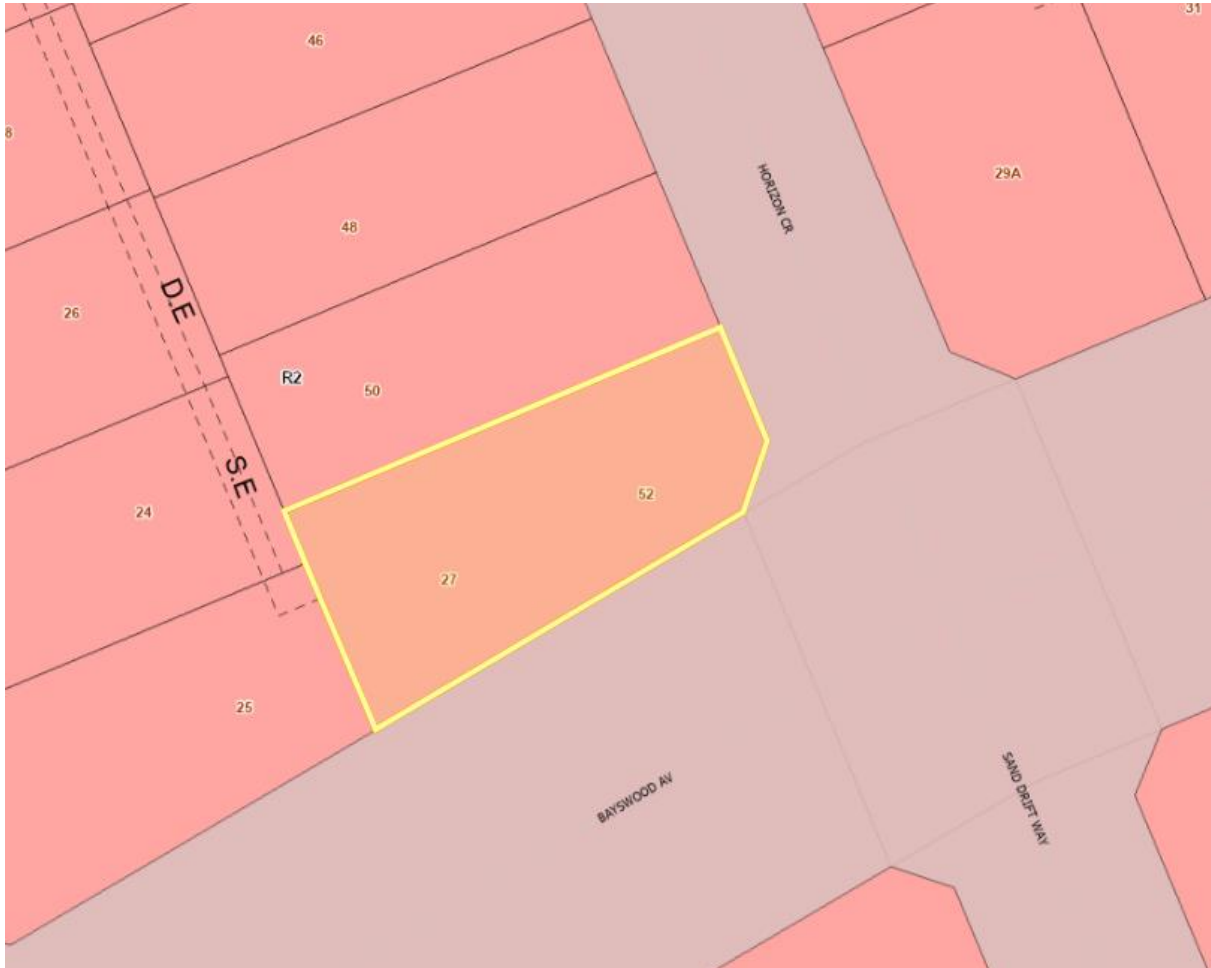 31
46
8
HORIZON CR
29A
48
D.E
26
R2
50
S.E
52
24
27
25
BAYSWOOD AV
SAND DRIFT WAY